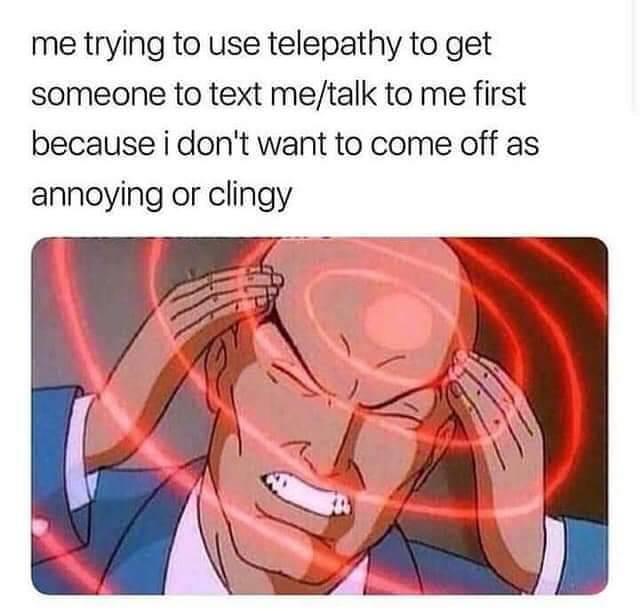 me trying to use telepathy to get
someone to text me/talk to me first
because i don't want to come off as
annoying or clingy